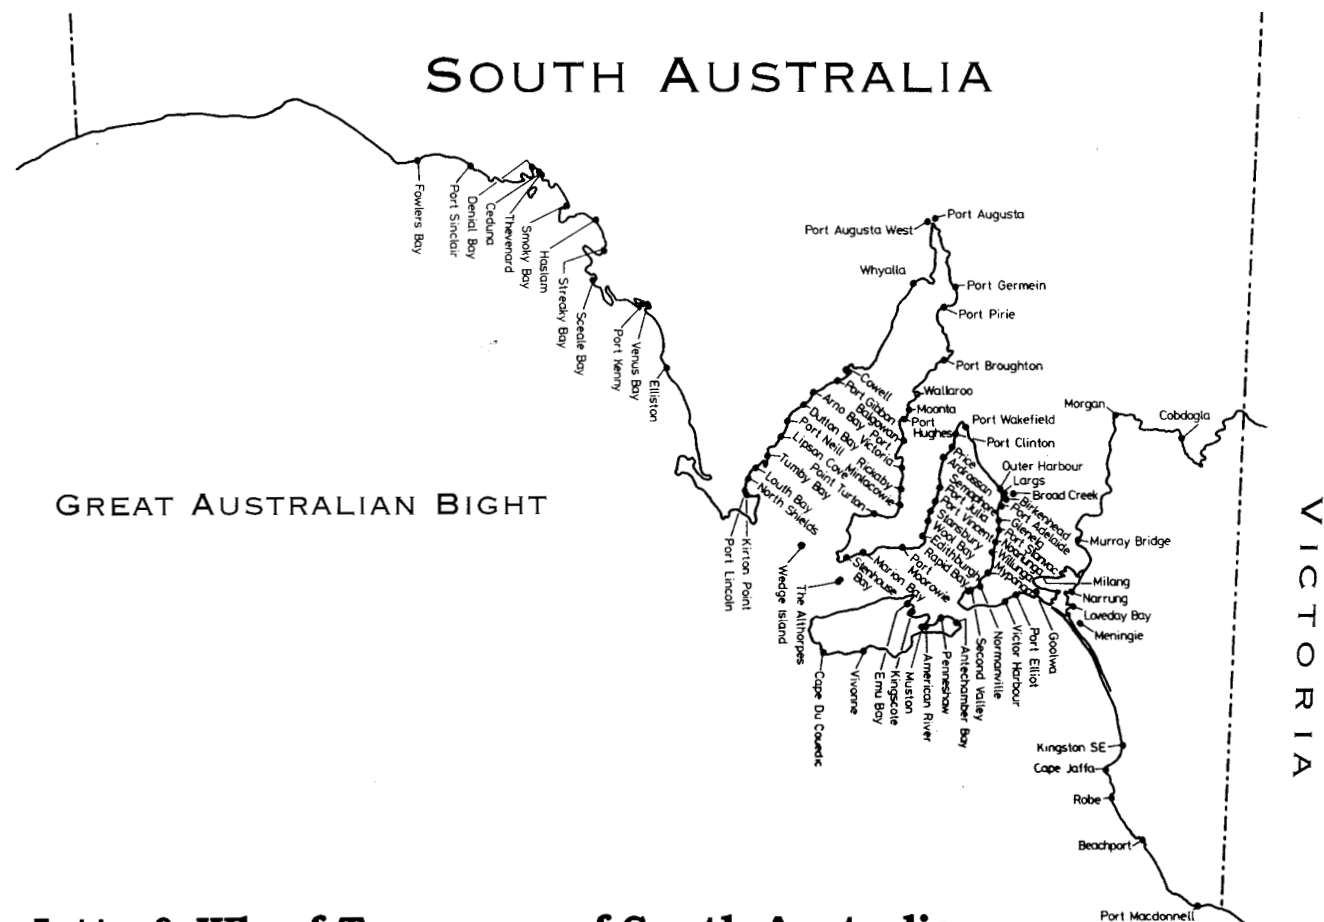 SOUTH AUSTRALIA
GREAT AUSTRALIAN BIGHT
VICTORIA
Fowlers Bay
Port Sinclair
Denial Bay
Ceduna
Thevenard
Smoky Bay
Haslam
Streaky Bay
Sceale Bay
Port Kenny
Venus Bay
Elliston
Port Augusta
Port Augusta West
Whyalla
Port Germein
Port Pirie
Port Broughton
Cowell
Port Gibbon
Arno Bay
Dutton Bay
Port Neill
Lipson Cove
Tumby Bay
Louth Bay
North Shields
Kirton Point
Port Lincoln
Wallaroo
Moonta
Port
Hughes
Balgowan
Port
Victoria
Rickaby
Minlacowie
Point Turton
Port Wakefield
Port Clinton
Price
Ardrossan
Port Julia
Port Vincent
Stansbury
Wool Bay
Edithburgh
Port
Moorowie
Marion Bay
Stenhouse
Bay
Wedge Island
The Althorpes
Outer Harbour
Largs
Broad Creek
Semaphore
Birkenhead
Port Adelaide
Glenelg
Port Stanvac
Noarlunga
Willunga
Myponga
Rapid Bay
Second Valley
Normanville
Victor Harbour
Port Elliot
Goolwa
Cape Du Couedic
Vivonne
Emu Bay
Kingscote
Muston
American River
Penneshaw
Antechamber Bay
Morgan
Cobdogla
Murray Bridge
Milang
Narrung
Loveday Bay
Meningie
Kingston SE
Cape Jaffa
Robe
Beachport
Port Macdonnell